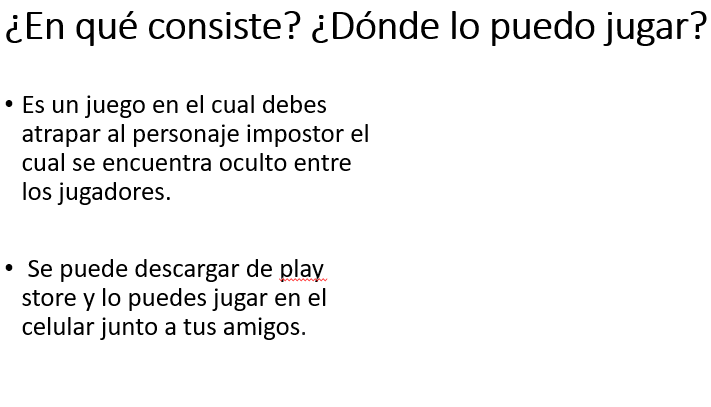 ¿En qué consiste? ¿Dónde lo puedo jugar?
• Es un juego en el cual debes
atrapar al personaje impostor el
cual se encuentra oculto entre
los jugadores.
• Se puede descargar de play
store y lo puedes jugar en el
celular junto a tus amigos.